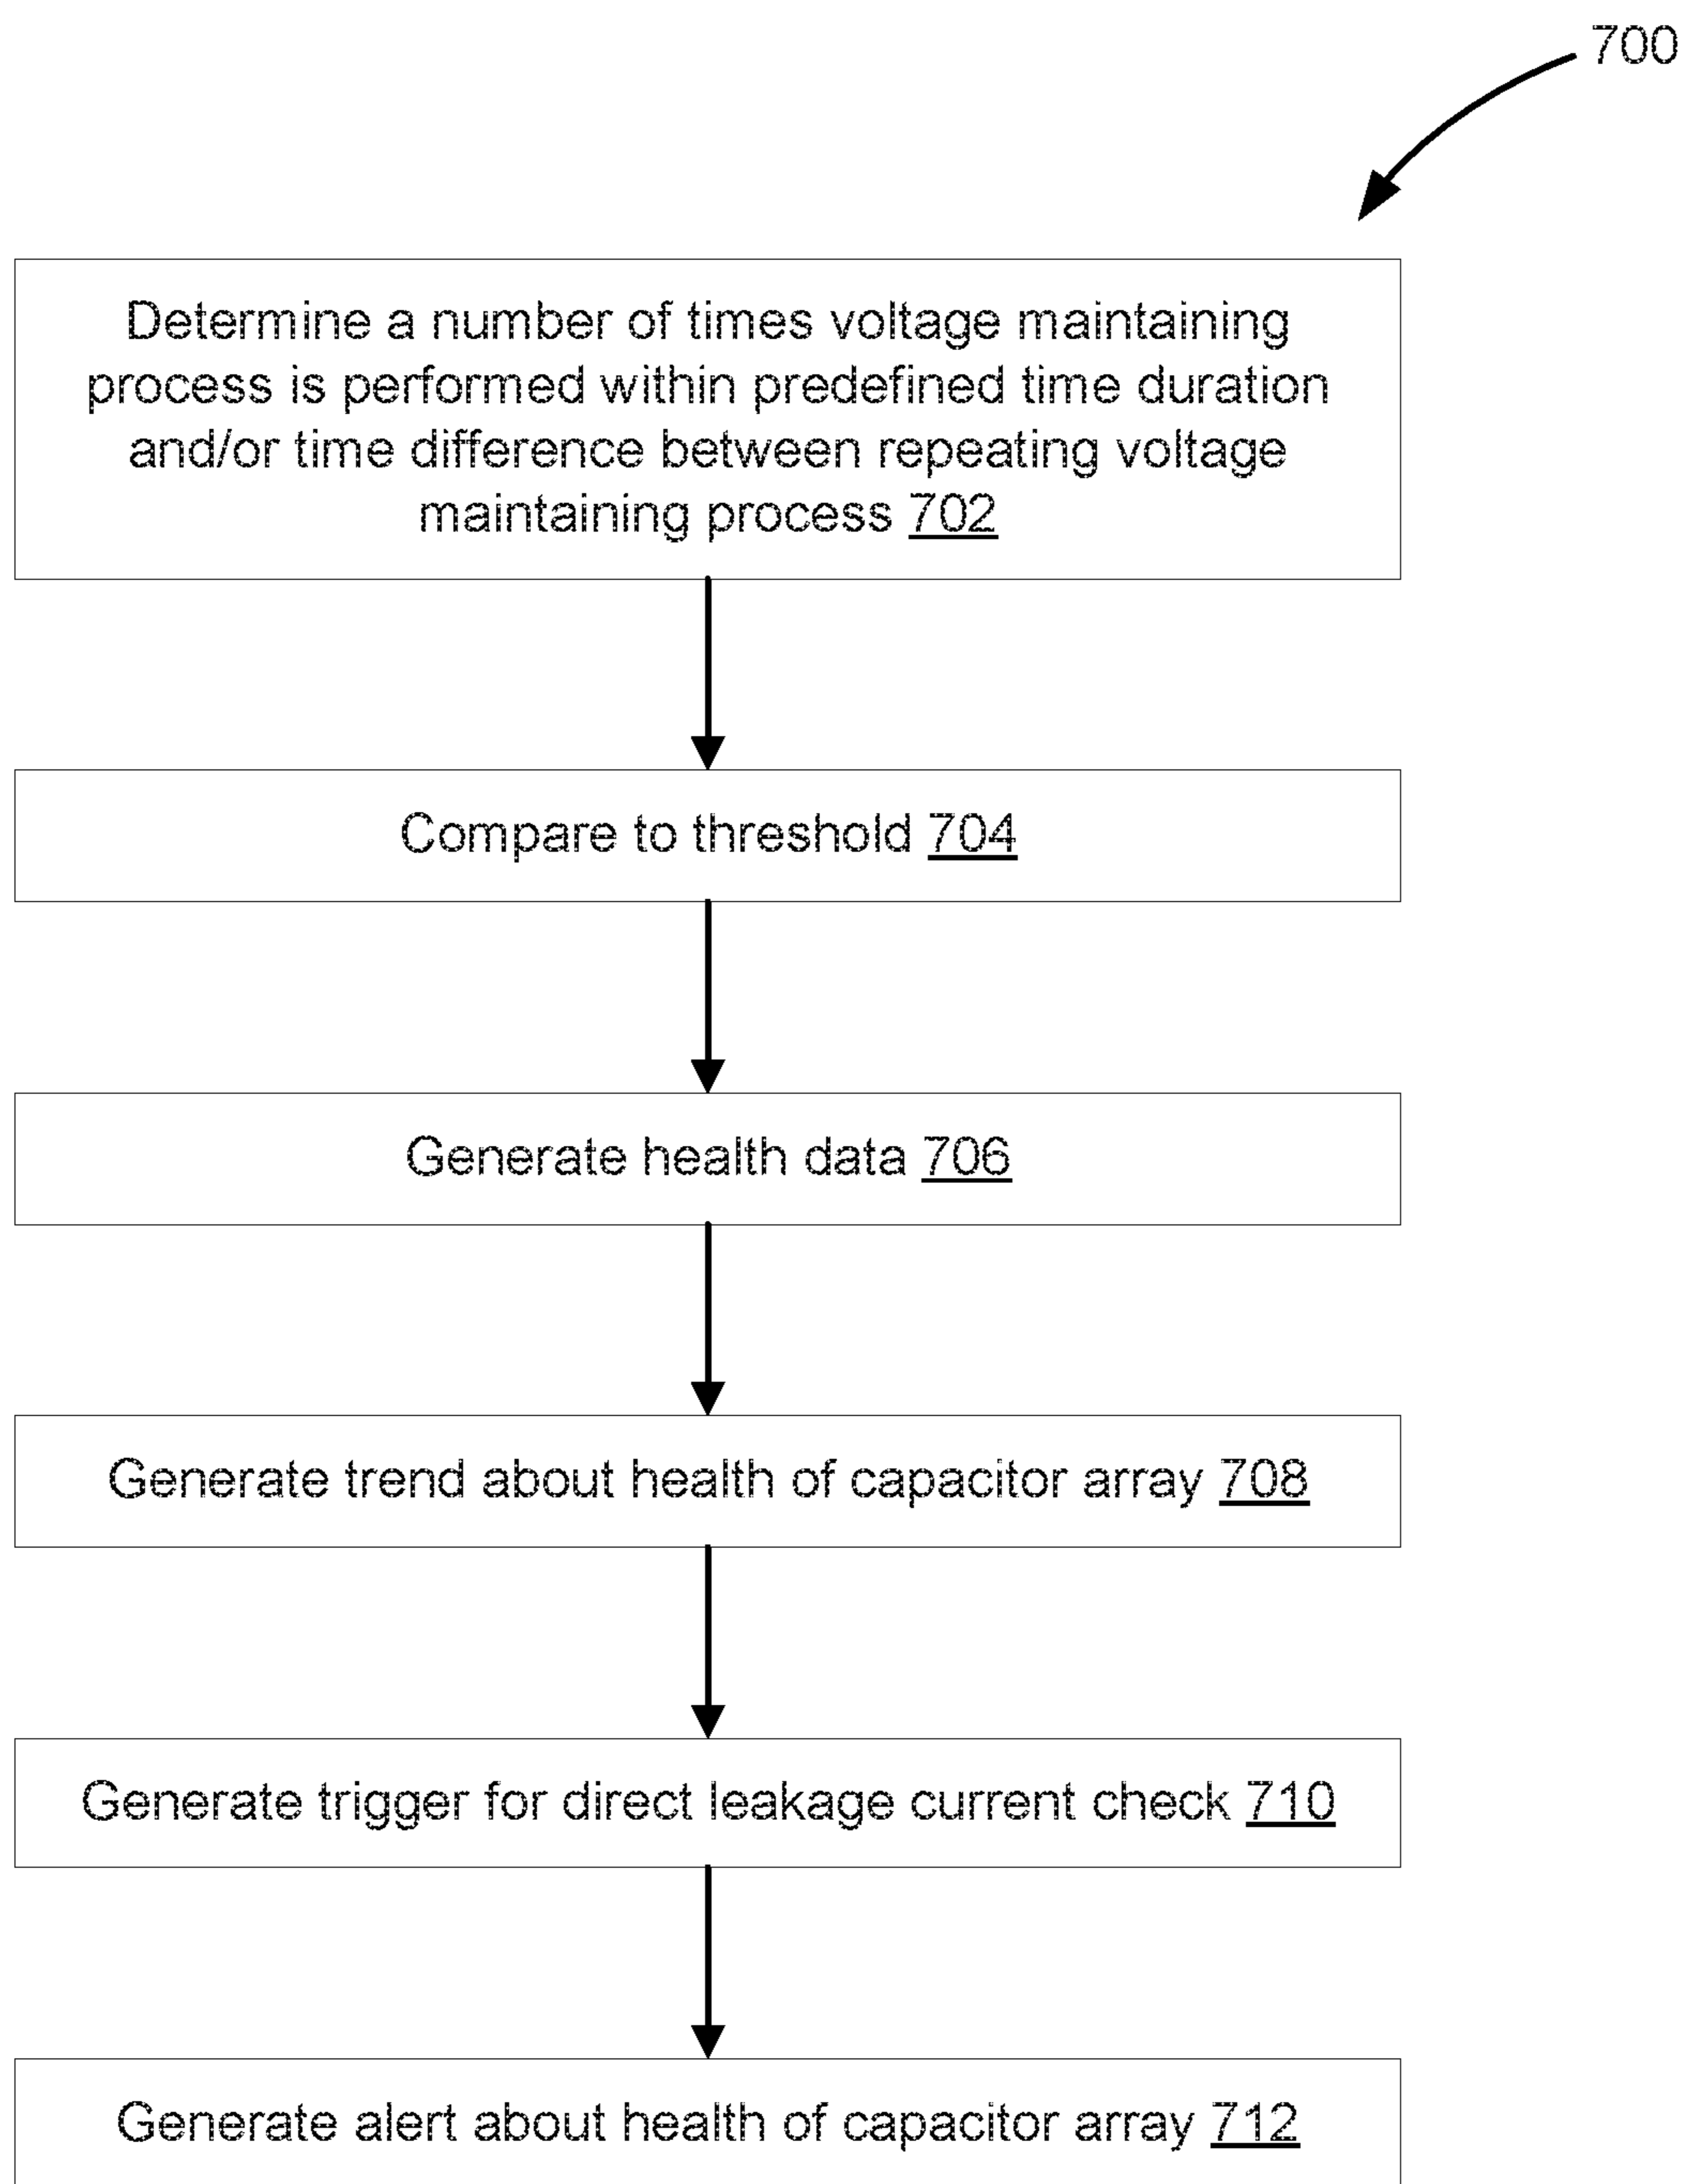 700
Determine a number of times voltage maintaining
process is performed within predefined time duration
and/or time difference between repeating voltage
maintaining process 702
Compare to threshold 704
Generate health data 706
Generate trend about health of capacitor array 708
Generate trigger for direct leakage current check 710
Generate alert about health of capacitor array 712